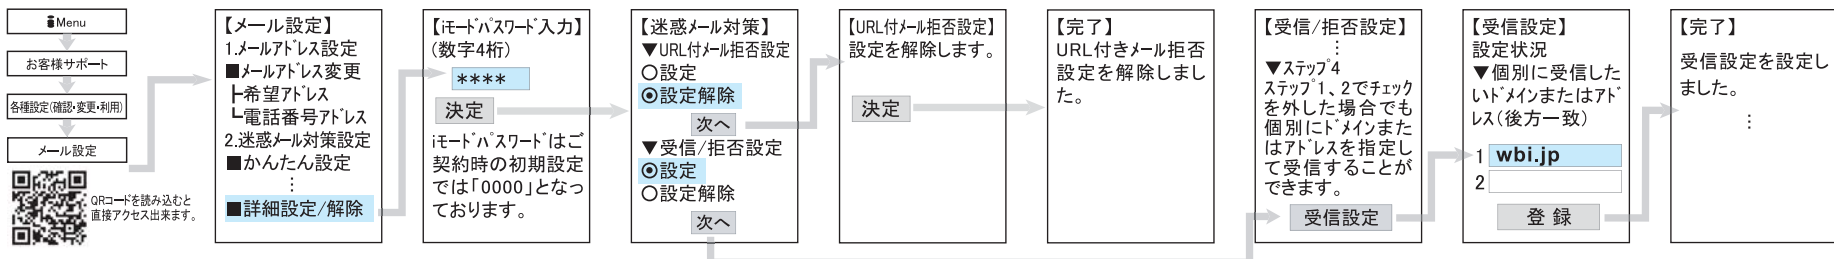 iMenu
お客様サポート
各種設定(確認・変更・利用)
メール設定
QRコードを読み込むと
直接アクセス出来ます。
【メール設定】
1.メールアドレス設定
■メールアドレス変更
├希望アドレス
└電話番号アドレス
2.迷惑メール対策設定
■かんたん設定
⋮
■詳細設定/解除
【iモードパスワード入力】
(数字4桁)
****
決定
iモードパスワードはご
契約時の初期設定
では「0000」となっ
ております。
【迷惑メール対策】
▼URL付メール拒否設定
○設定
◉設定解除
次へ
▼受信/拒否設定
◉設定
○設定解除
次へ
【URL付メール拒否設定】
設定を解除します。
決定
【完了】
URL付きメール拒否
設定を解除しまし
た。
【受信/拒否設定】
⋮
▼ステップ4
ステップ1、2でチェック
を外した場合でも
個別にドメインまた
はアドレスを指定し
て受信することが
できます。
受信設定
【受信設定】
設定状況
▼個別に受信した
いドメインまたはアド
レス(後方一致)
1 wbi.jp
2
登 録
【完了】
受信設定を設定し
ました。
⋮